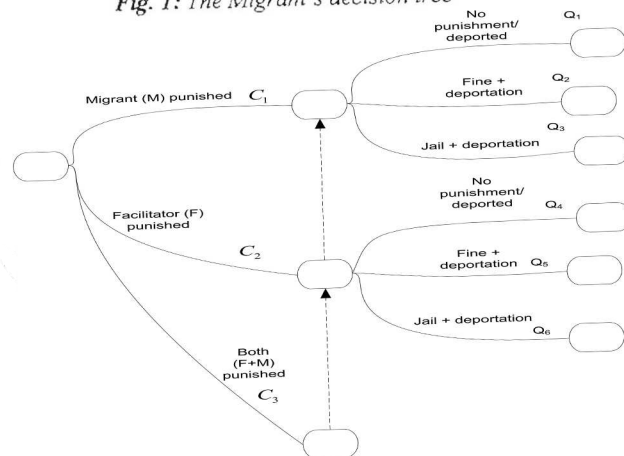 Fig. 1: The Migrant's decision tree
No
punishment/
deported
Q1
Fine +
deportation
Q2
Migrant (M) punished C1
Q3
Jail + deportation
No
punishment/
deported
Q4
Facilitator (F)
punished
C2
Fine +
deportation Q5
Jail + deportation
Q6
Both
(F+M)
punished
C3